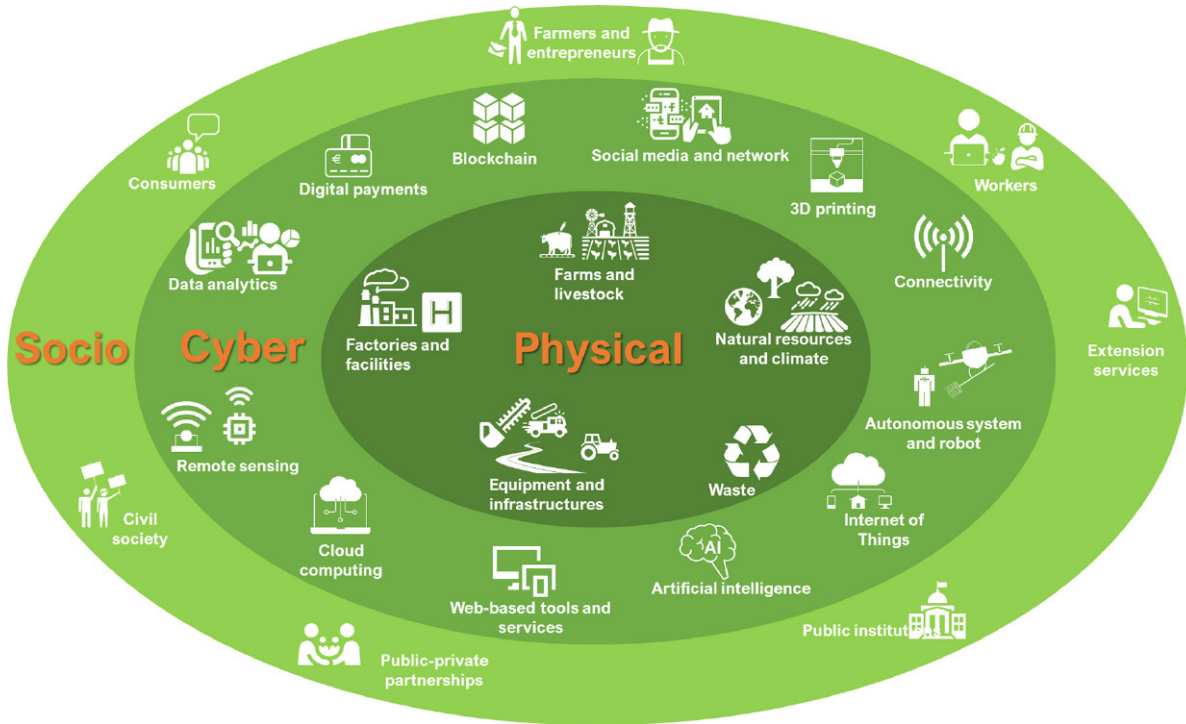 Farmers and
entrepreneurs
Consumers
Digital payments
Blockchain
Social media and network
3D printing
Workers
Data analytics
Farms and
livestock
Connectivity
Factories and
facilities
Natural resources
and climate
Extension
services
Socio
Cyber
Physical
Remote sensing
Equipment and
infrastructures
Waste
Autonomous system
and robot
Civil
society
Cloud
computing
Web-based tools and
services
AI
Artificial intelligence
Internet of
Things
Public-private
partnerships
Public institutions
H
€
f
t